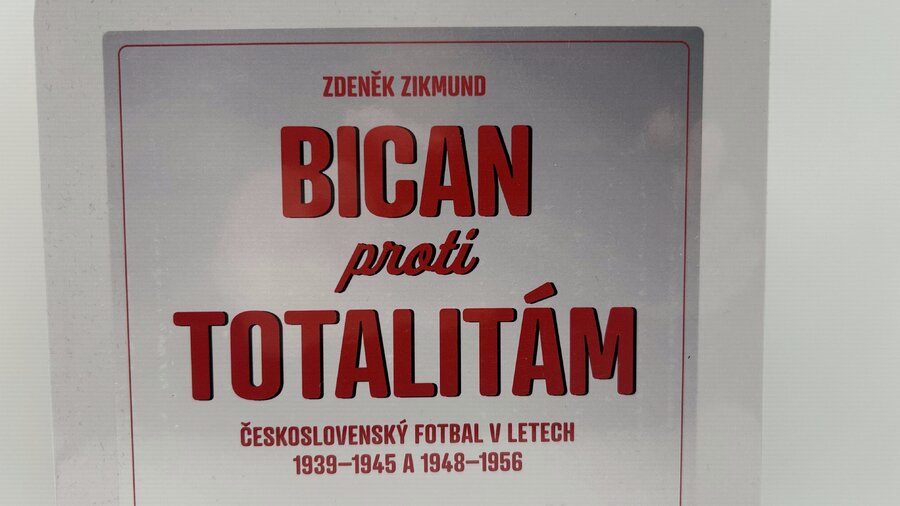 ZDENĚK ZIKMUND
BICAN
proti
TOTALITÁM
ČESKOSLOVENSKÝ FOTBAL V LETECH
1939–1945 A 1948–1956